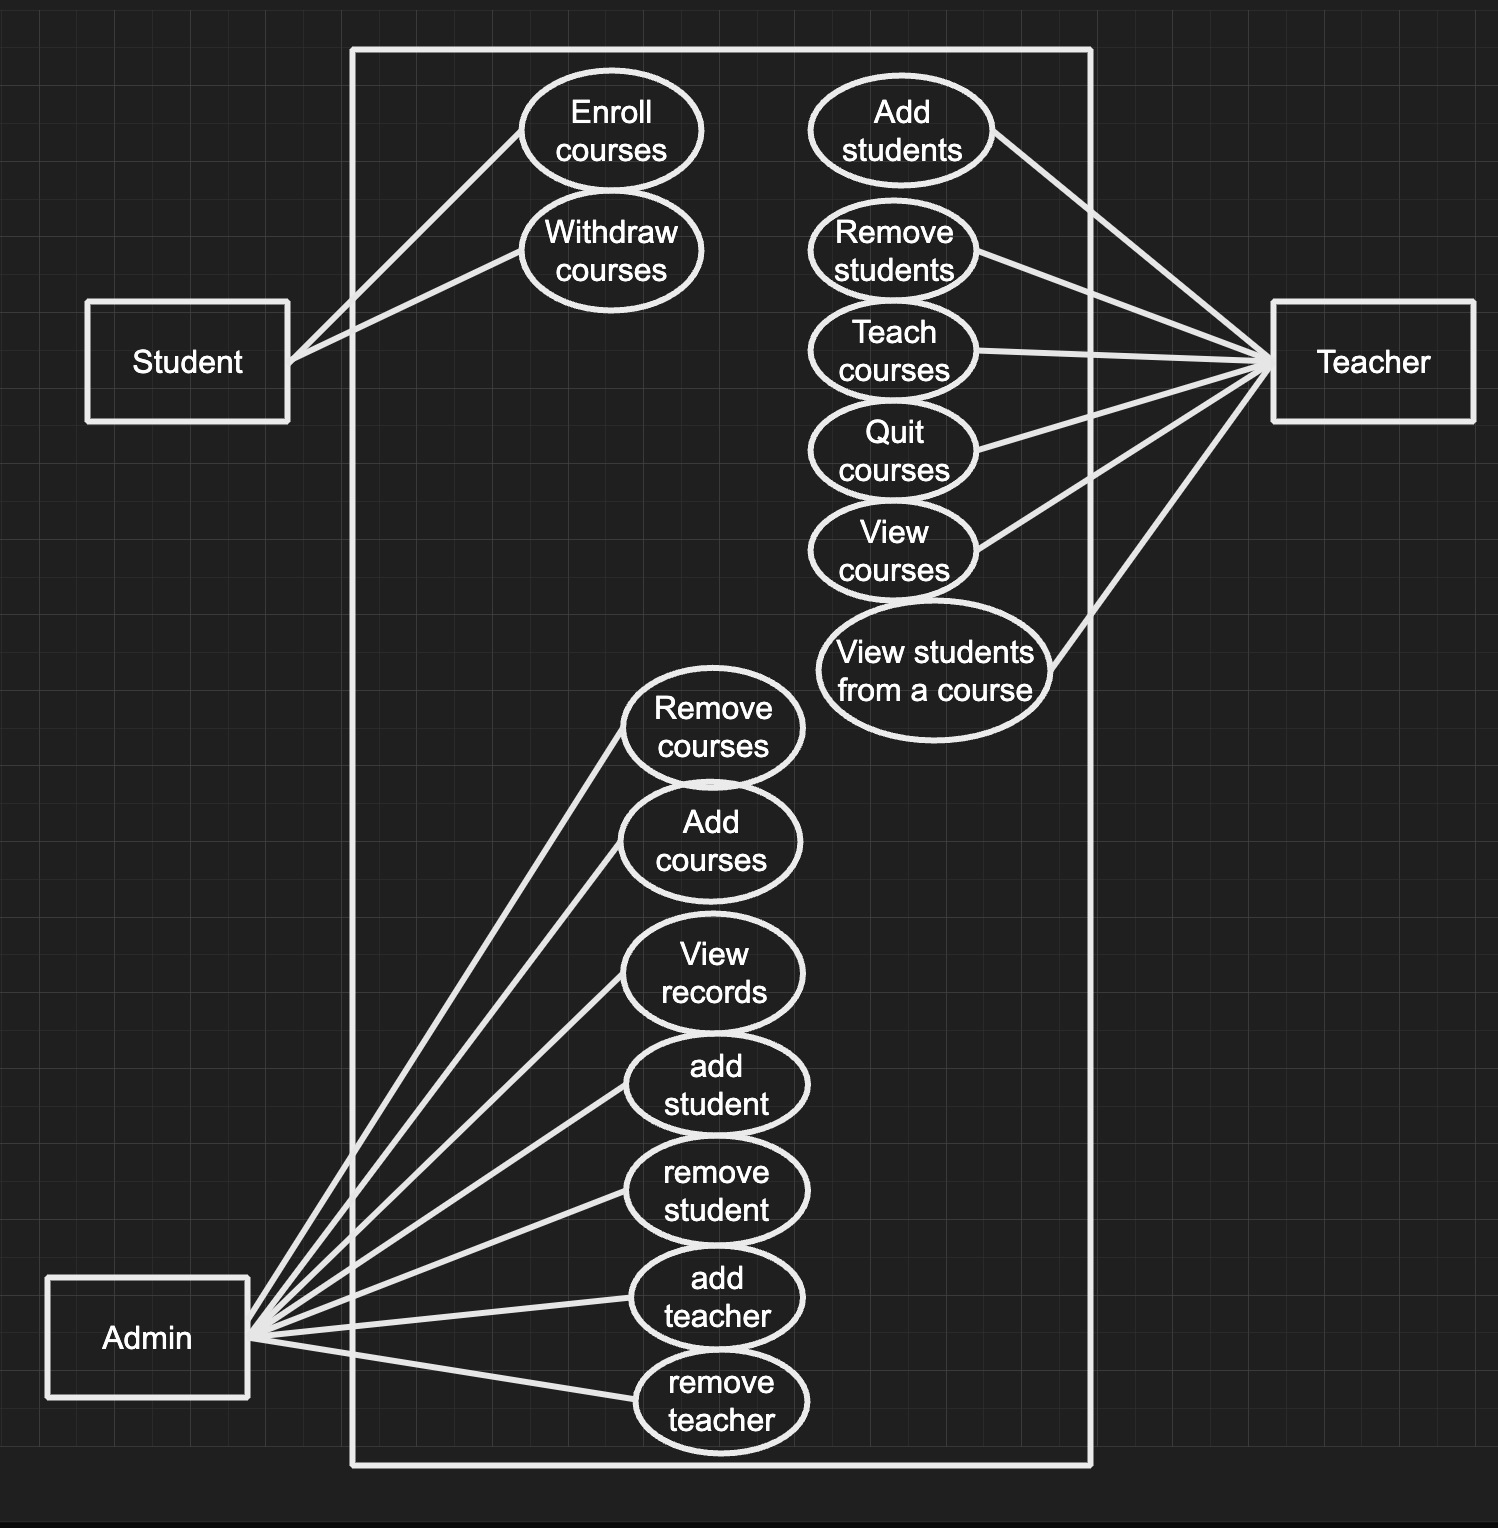 Enroll
courses
Withdraw
courses
Student
Add
students
Remove
students
Teach
courses
Quit
courses
View
courses
View students
from a course
Teacher
Remove
courses
Add
courses
View
records
add
student
remove
student
add
teacher
remove
teacher
Admin